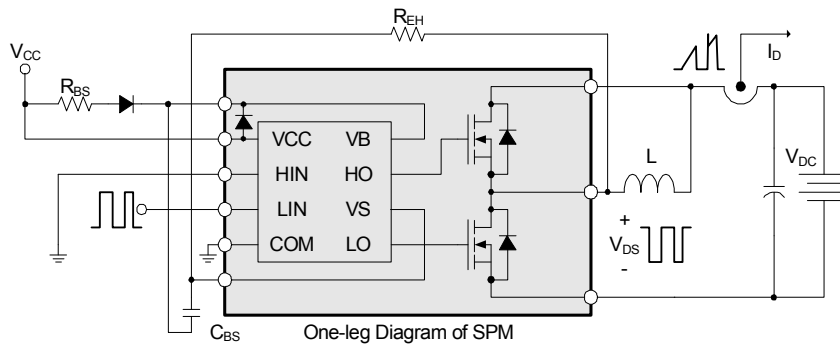 R_EH
V_CC
I_D
R_BS
VCC VB
HIN HO
LIN VS
COM LO
L
V_DC
+
V_DS
-
C_BS
One-leg Diagram of SPM